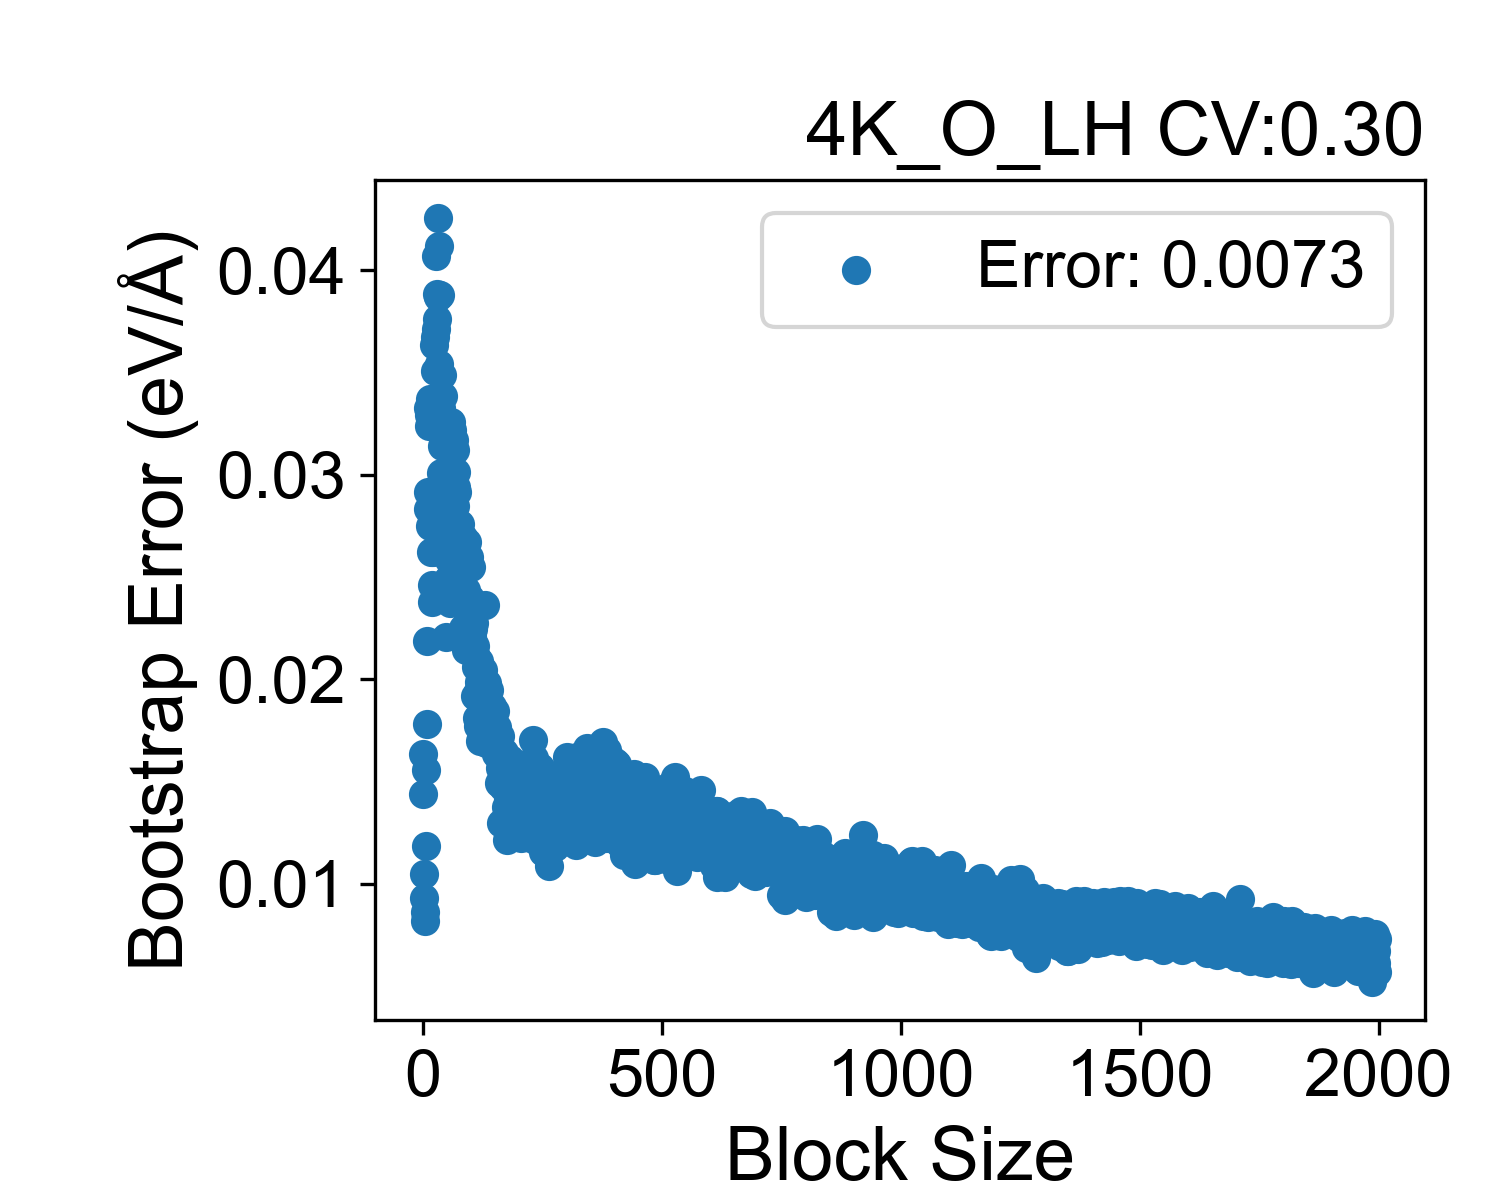 4K_O_LH CV:0.30
Error: 0.0073
Bootstrap Error (eV/Å)
0.04
0.03
0.02
0.01
0 500 1000 1500 2000
Block Size